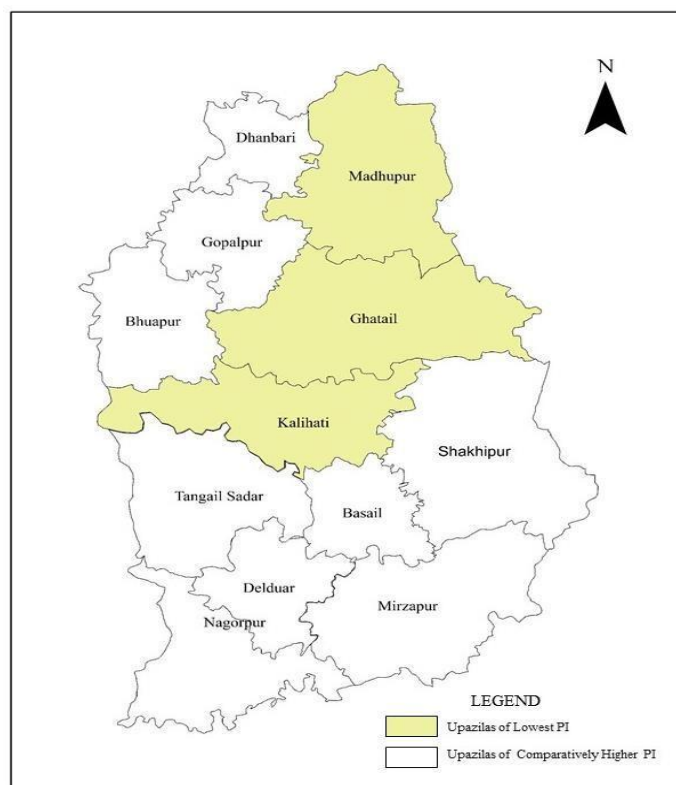 N
Dhanbari
Madhupur
Gopalpur
Bhuapur
Ghatail
Kalihati
Shakhipur
Tangail Sadar
Basail
Delduar
Nagorpur
Mirzapur
LEGEND
Upazilas of Lowest PI
Upazilas of Comparatively Higher PI